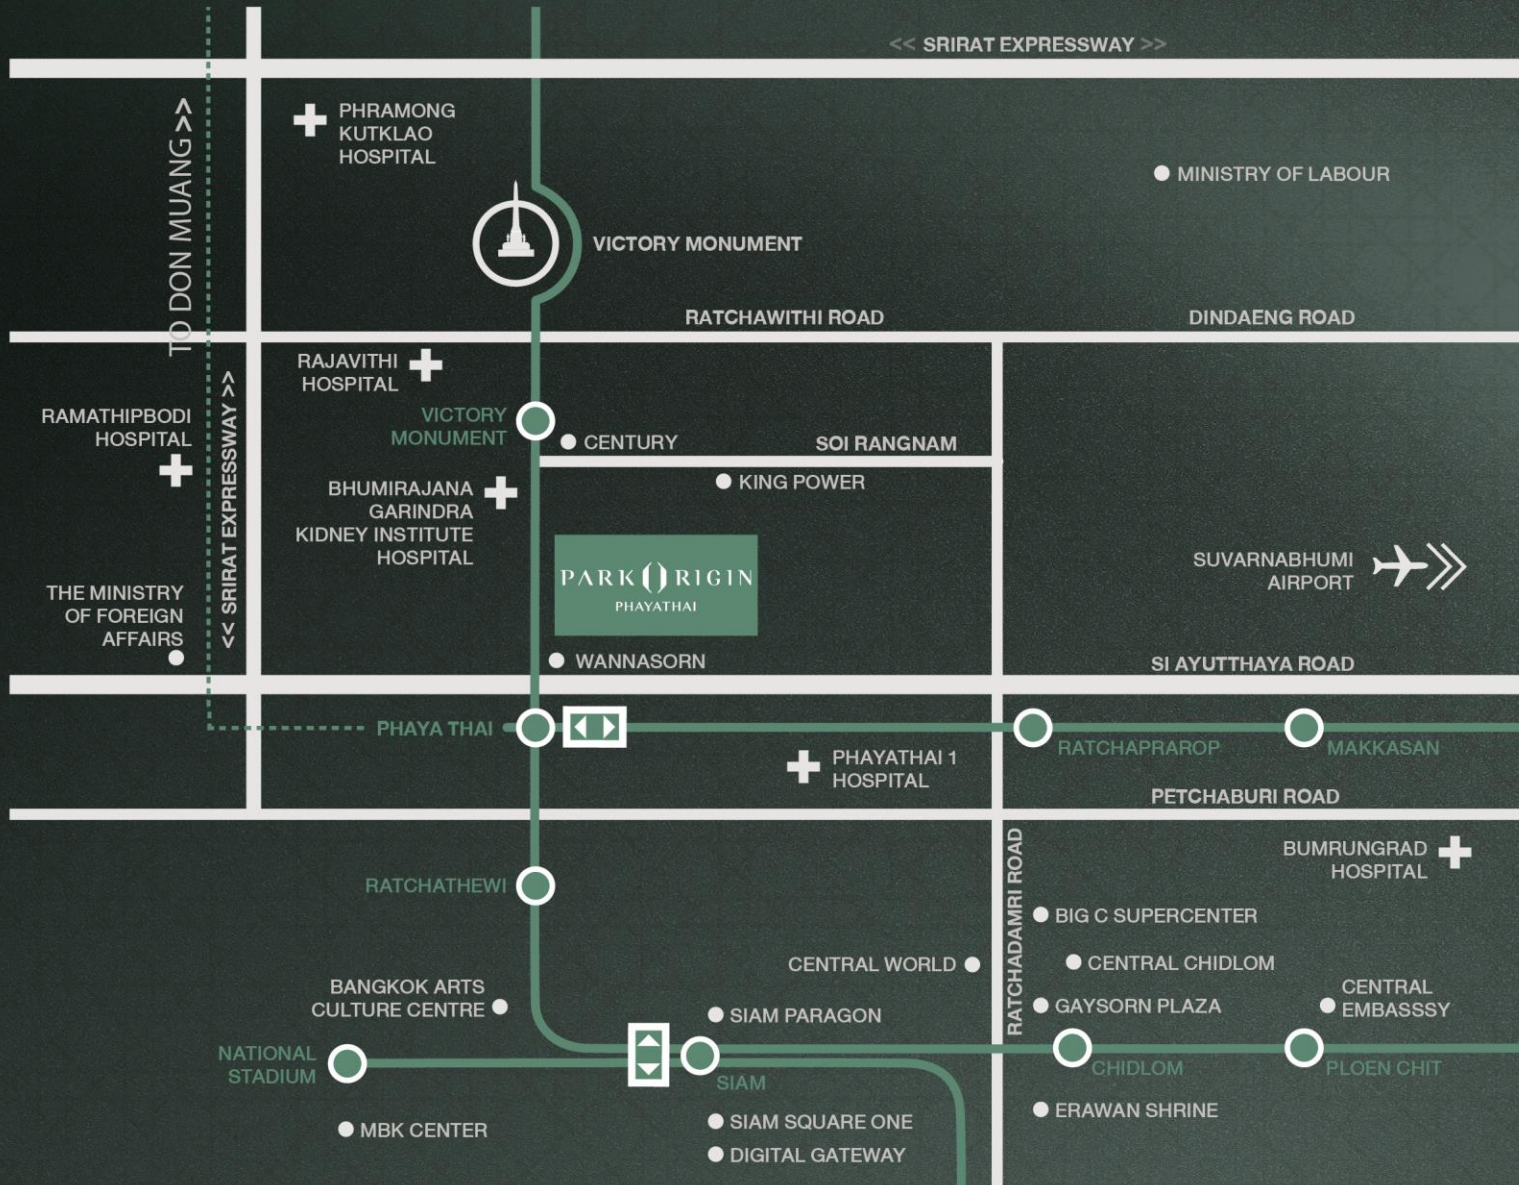 << SRIRAT EXPRESSWAY >>
PHRAMONG
KUTKLAO
HOSPITAL
TO DON MUANG >>
MINISTRY OF LABOUR
VICTORY MONUMENT
RATCHAWITHI ROAD
DINDAENG ROAD
RAJAVITHI
HOSPITAL
RAMATHIPBODI
HOSPITAL
<< SRIRAT EXPRESSWAY >>
VICTORY
MONUMENT
CENTURY
SOI RANGNAM
KING POWER
BHUMIRAJANA
GARINDRA
KIDNEY INSTITUTE
HOSPITAL
PARK ORIGIN
PHAYATHAI
SUVARNABHUMI
AIRPORT
THE MINISTRY
OF FOREIGN
AFFAIRS
WANNASORN
SI AYUTTHAYA ROAD
PHAYA THAI
RATCHAPRAROP
MAKKASAN
PHAYATHAI 1
HOSPITAL
PETCHABURI ROAD
RATCHADAMRI ROAD
BUMRUNGRAD
HOSPITAL
RATCHATHEWI
BIG C SUPERCENTER
CENTRAL WORLD
CENTRAL CHIDLOM
BANGKOK ARTS
CULTURE CENTRE
SIAM PARAGON
GAYSORN PLAZA
CENTRAL
EMBASSSY
NATIONAL
STADIUM
SIAM
CHIDLOM
PLOEN CHIT
MBK CENTER
SIAM SQUARE ONE
DIGITAL GATEWAY
ERAWAN SHRINE